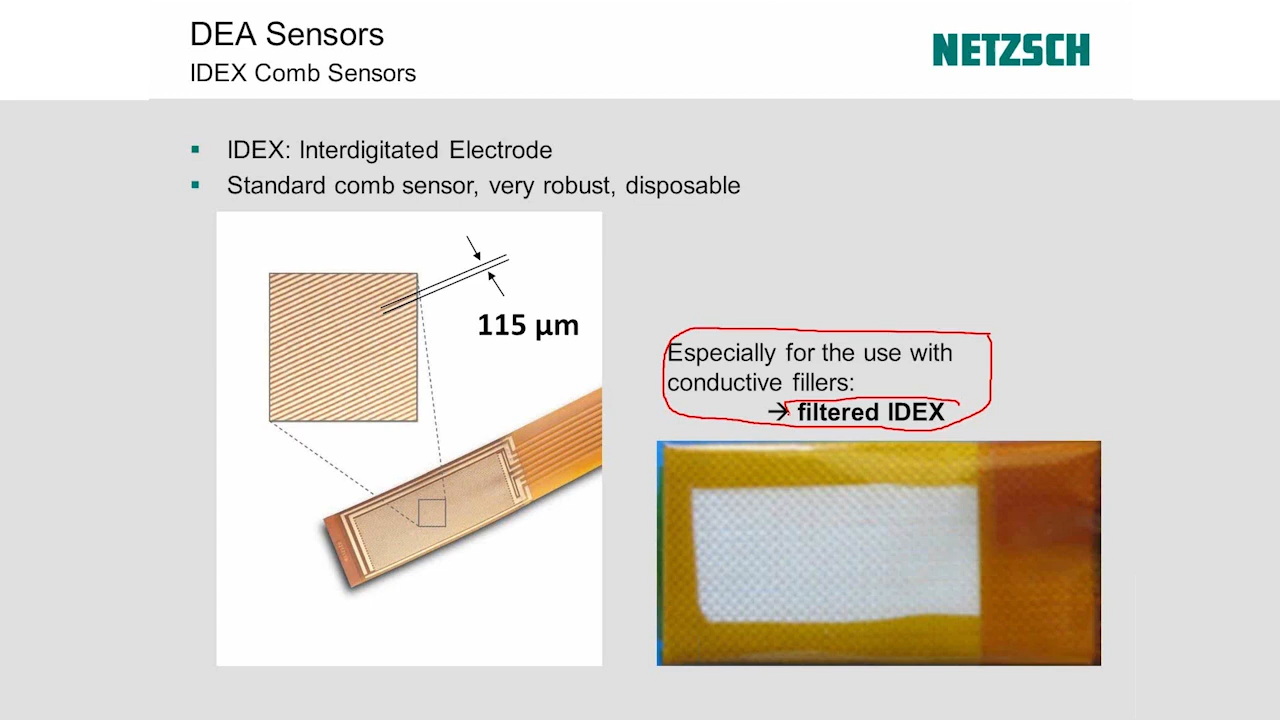 DEA Sensors
IDEX Comb Sensors
NETZSCH
▪ IDEX: Interdigitated Electrode
▪ Standard comb sensor, very robust, disposable
115 µm
Especially for the use with
conductive fillers:
→ filtered IDEX